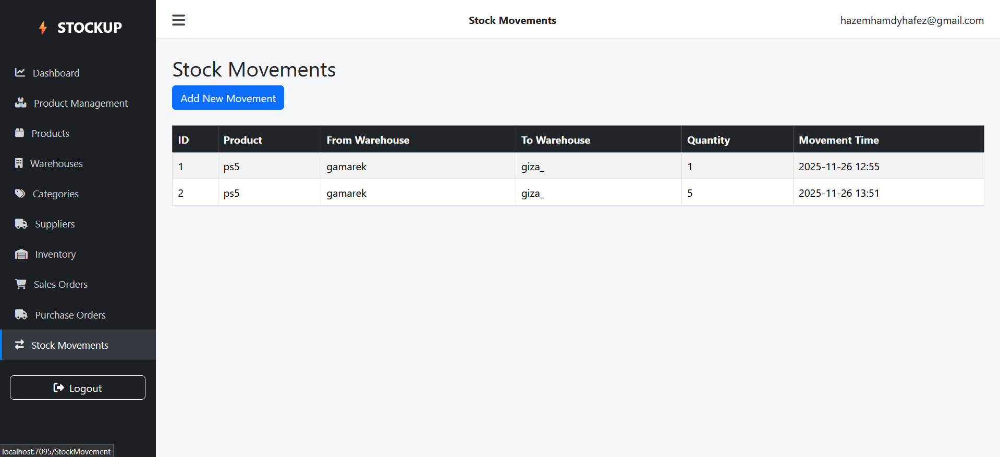 STOCKUP
Dashboard
Product Management
Products
Warehouses
Categories
Suppliers
Inventory
Sales Orders
Purchase Orders
Stock Movements
Logout
localhost:7095/StockMovement
Stock Movements
hazemhamdyhafez@gmail.com
Stock Movements
Add New Movement
ID Product From Warehouse To Warehouse Quantity Movement Time
1 ps5 gamarek giza_ 1 2025-11-26 12:55
2 ps5 gamarek giza_ 5 2025-11-26 13:51